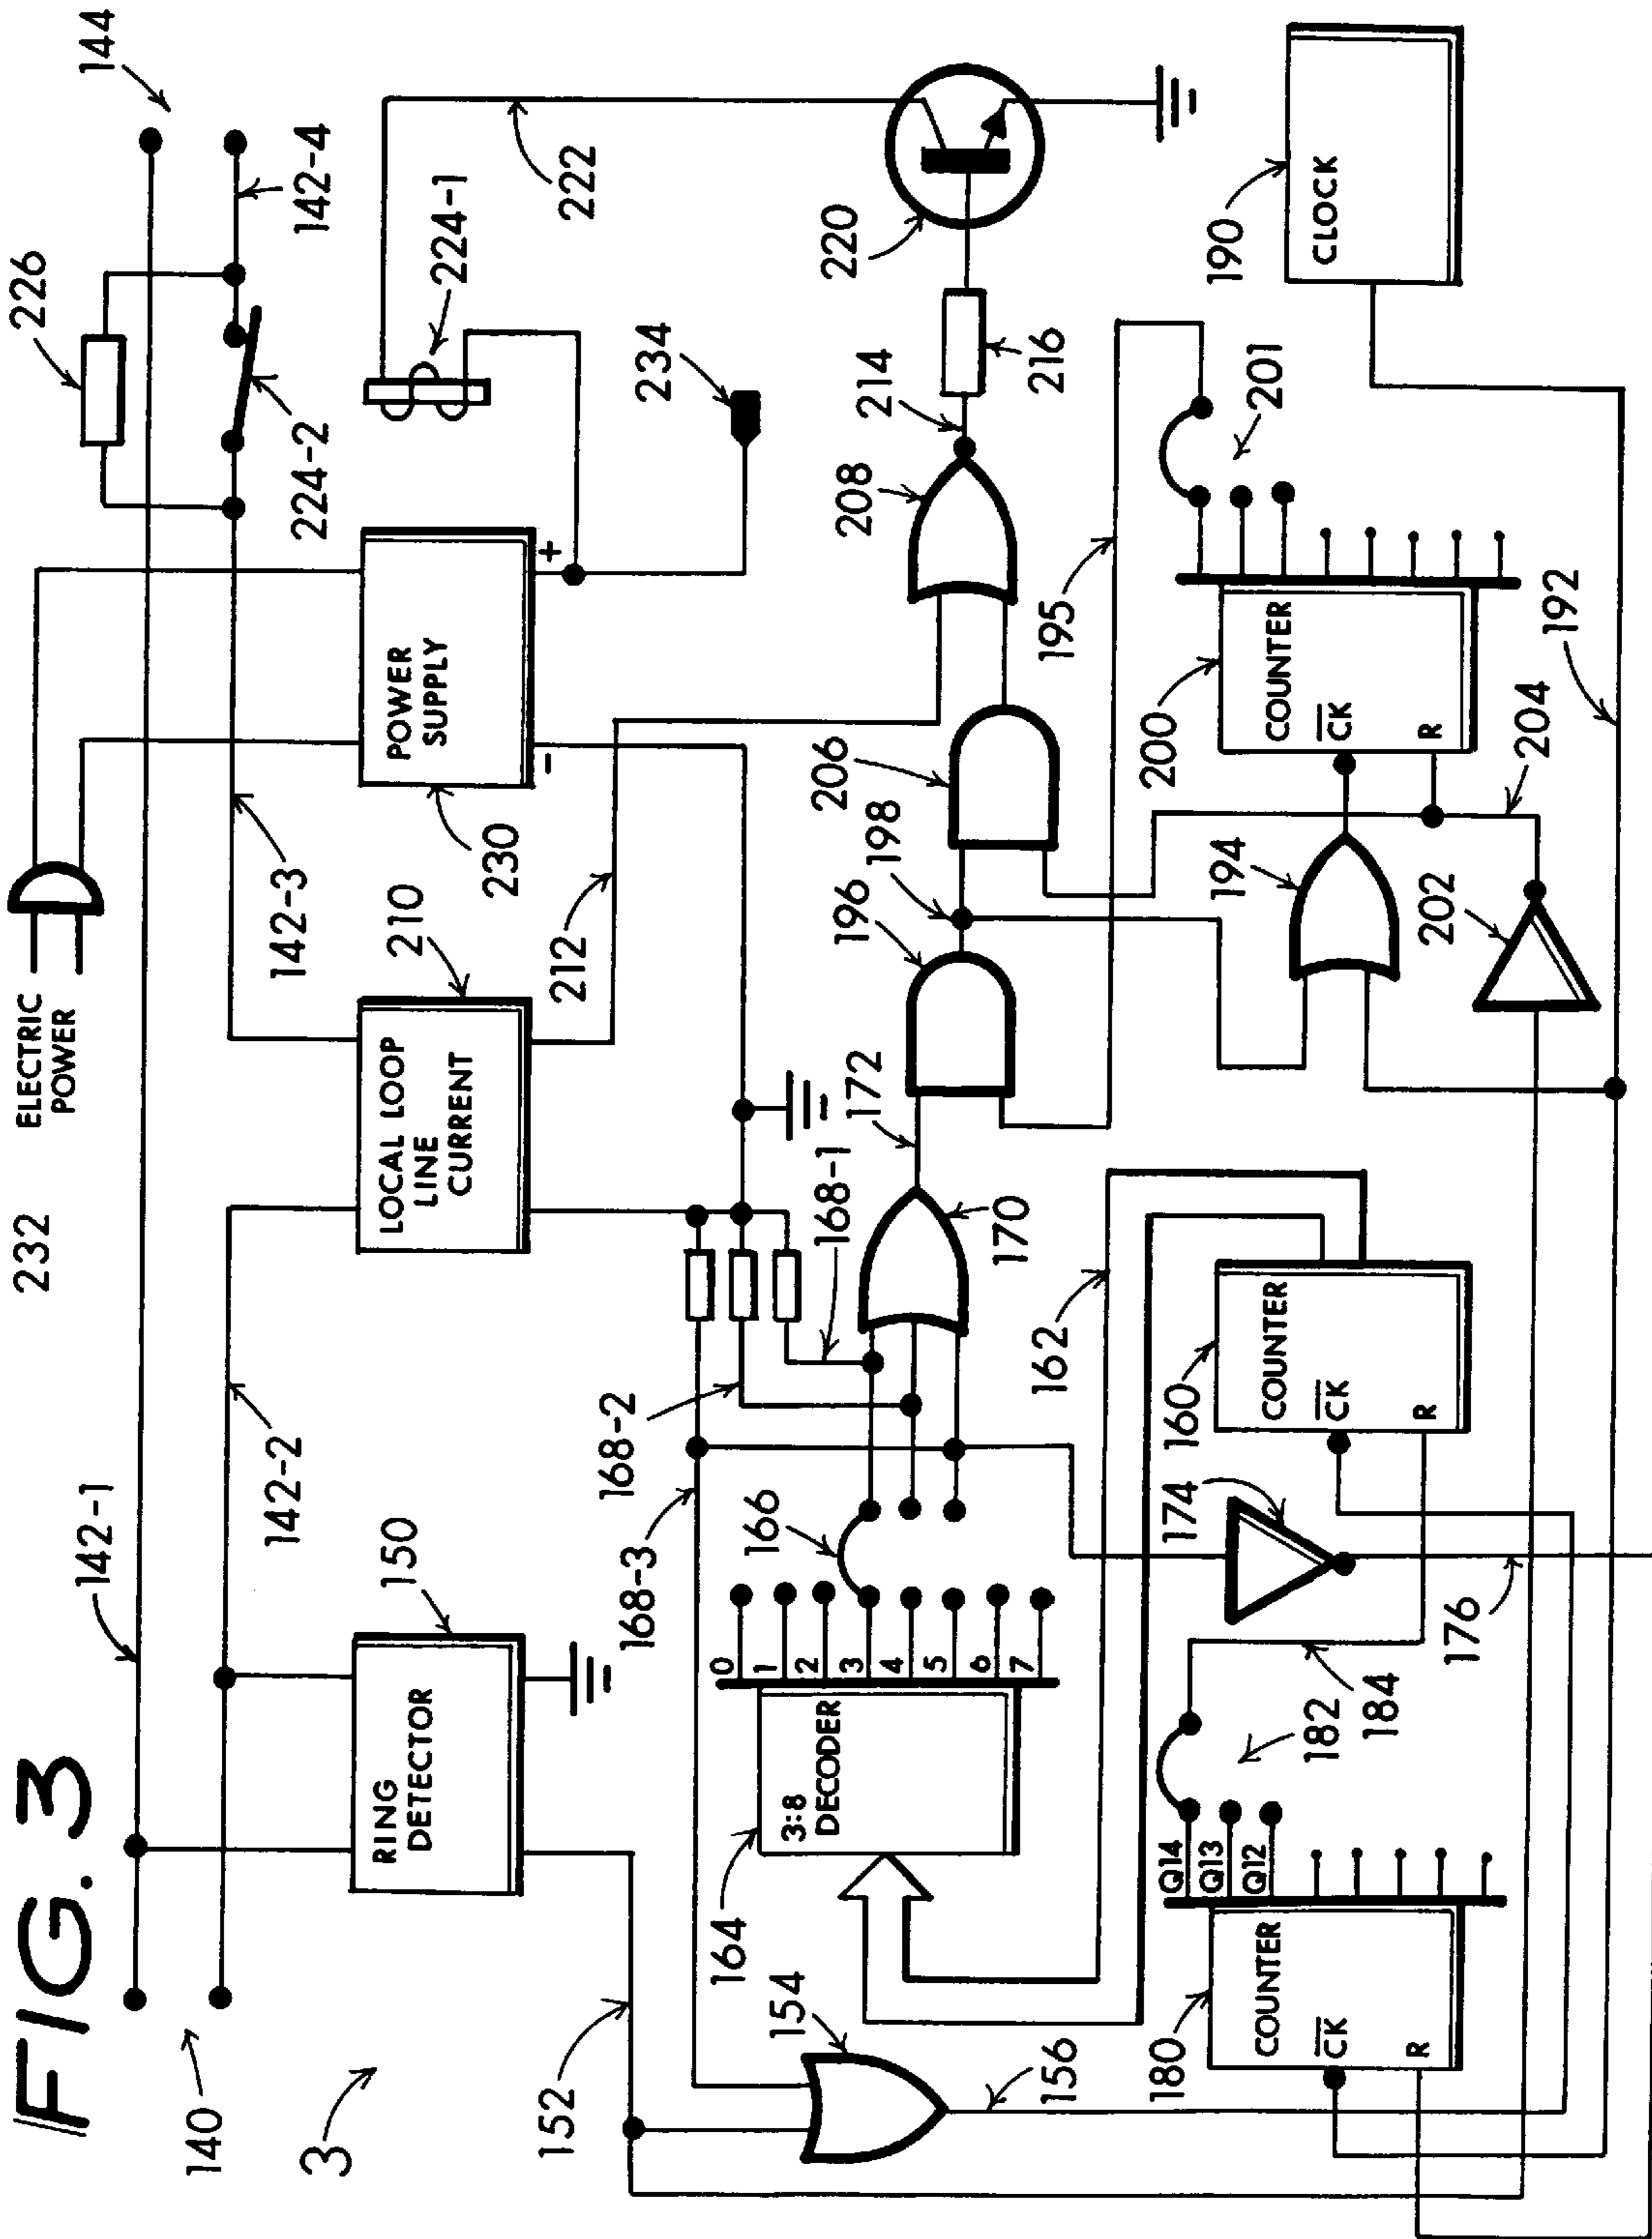 FIG. 3
140
3
142-1
142-2
232
ELECTRIC
POWER
142-3
226
224-2
142-4
144
150
RING
DETECTOR
LOCAL LOOP
LINE
CURRENT
210
POWER
SUPPLY
+
-
230
224-1
222
234
152
168-3
168-2
168-1
212
154
156
164
3:8
DECODER
0
1
2
3
4
5
6
7
166
170
172
196
198
206
208
214
216
220
162
195
180
COUNTER
CK
R
Q14
Q13
Q12
182
184
174
176
160
COUNTER
CK
R
194
202
200
COUNTER
CK
R
204
201
192
190
CLOCK